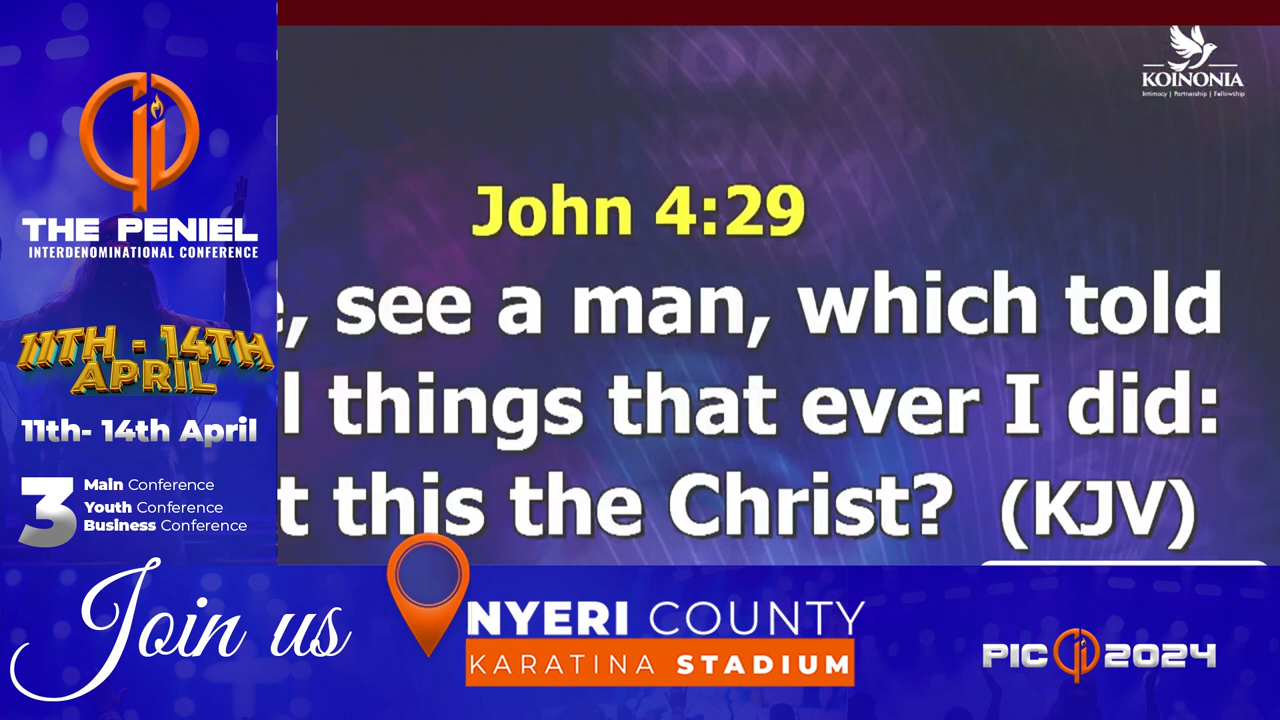 THE PENIEL
INTERDENOMINATIONAL CONFERENCE
11TH - 14TH
APRIL
11th- 14th April
3
Main Conference
Youth Conference
Business Conference
KOINONIA
Intimacy | Partnership | Fellowship
John 4:29
, see a man, which told
things that ever I did:
this the Christ? (KJV)
Join us
NYERI COUNTY
KARATINA STADIUM
PIC 2024